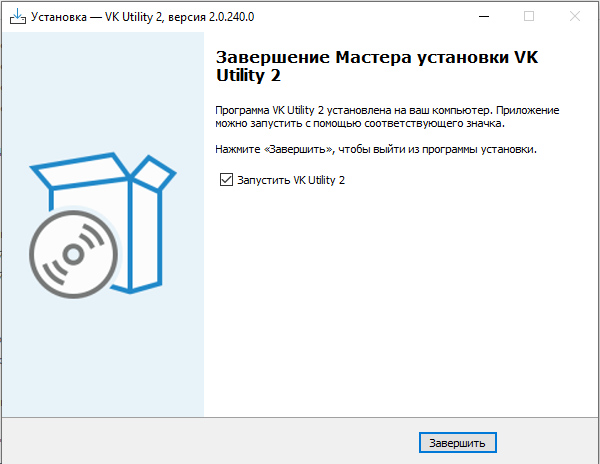 Установка — VK Utility 2, версия 2.0.240.0
Завершение Мастера установки VK
Utility 2
Программа VK Utility 2 установлена на ваш компьютер. Приложение
можно запустить с помощью соответствующего значка.
Нажмите «Завершить», чтобы выйти из программы установки.
Запустить VK Utility 2
Завершить